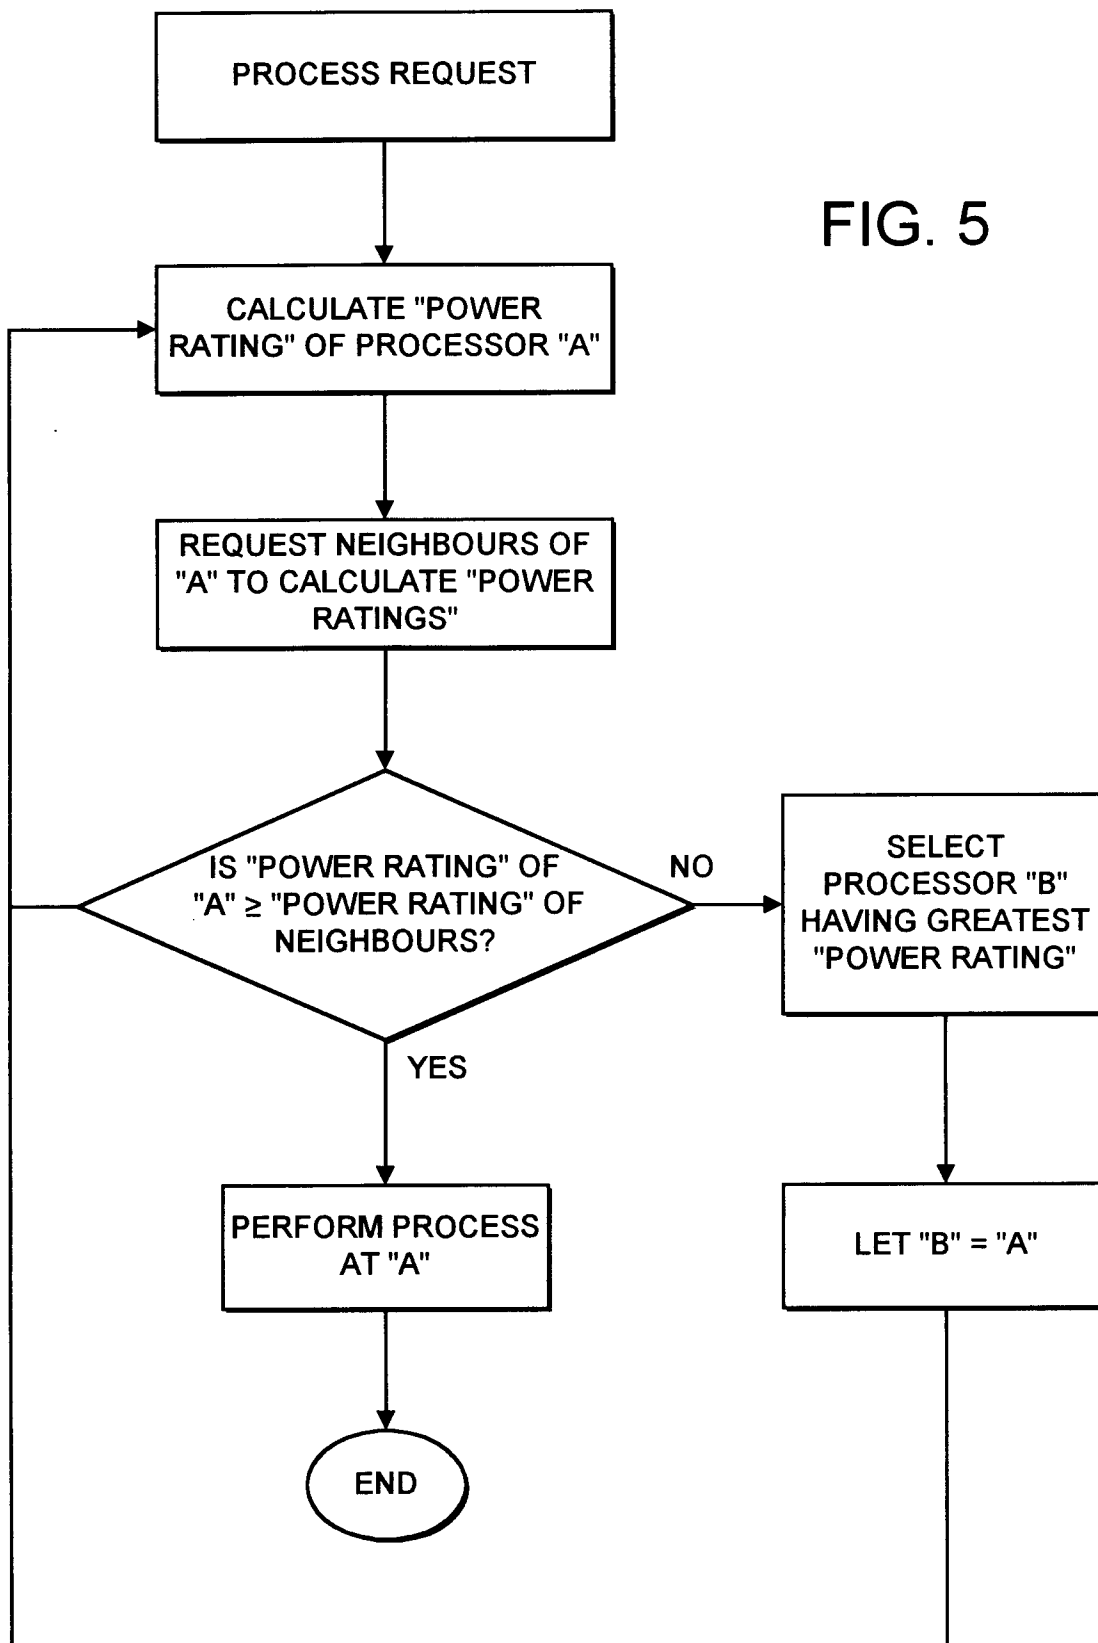 PROCESS REQUEST
FIG. 5
CALCULATE "POWER
RATING" OF PROCESSOR "A"
REQUEST NEIGHBOURS OF
"A" TO CALCULATE "POWER
RATINGS"
IS "POWER RATING" OF
"A" ≥ "POWER RATING" OF
NEIGHBOURS?
NO
SELECT
PROCESSOR "B"
HAVING GREATEST
"POWER RATING"
YES
PERFORM PROCESS
AT "A"
LET "B" = "A"
END